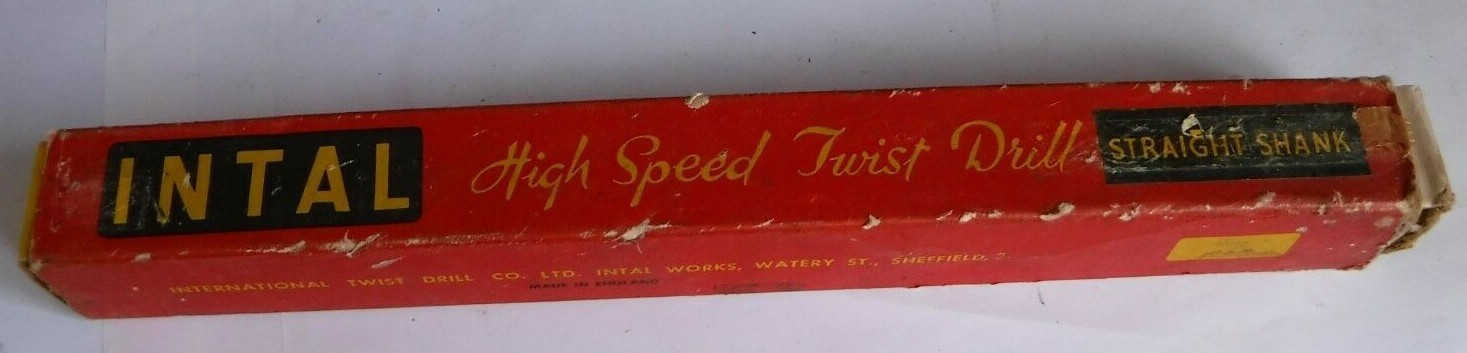 INTAL
High Speed Twist Drill
STRAIGHT SHANK
INTERNATIONAL TWIST DRILL CO. LTD. INTAL WORKS, WATERY ST., SHEFFIELD,
MADE IN ENGLAND